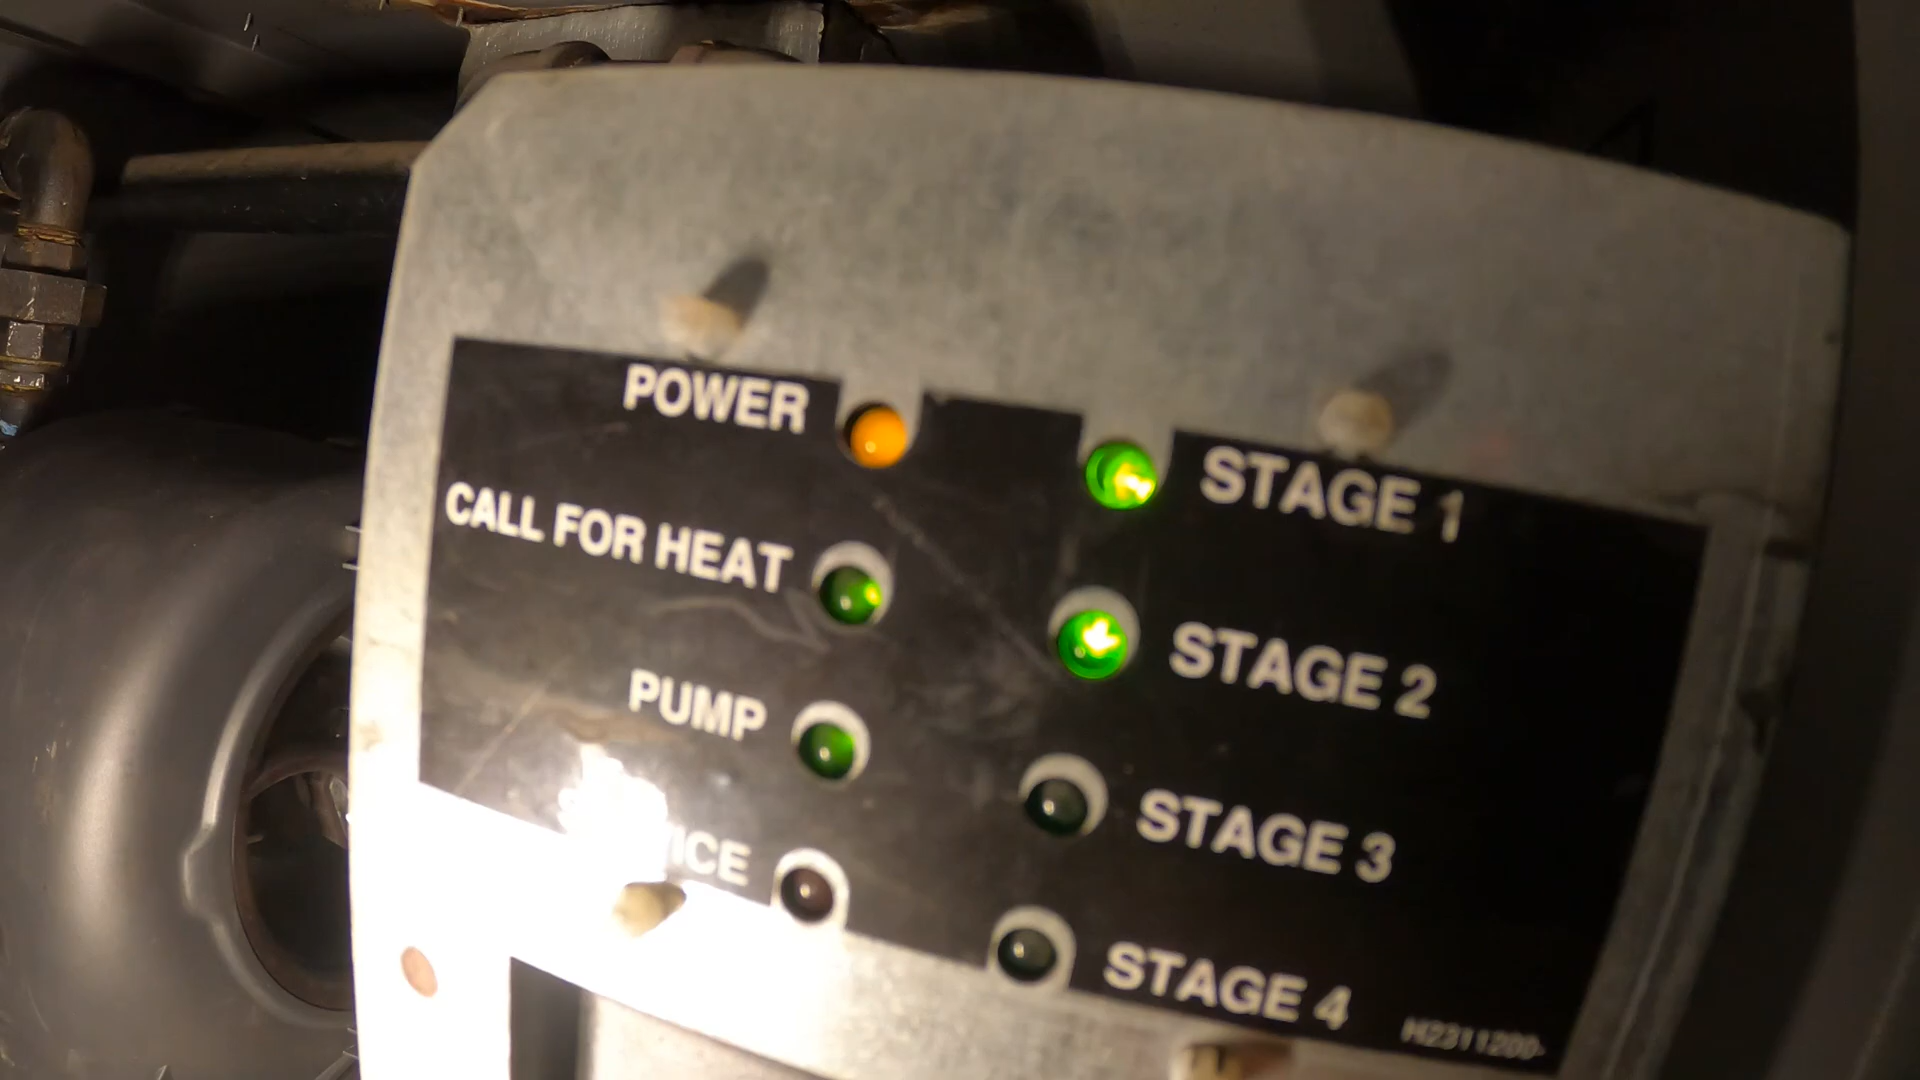 POWER
CALL FOR HEAT
PUMP
STAGE 1
STAGE 2
STAGE 3
STAGE 4